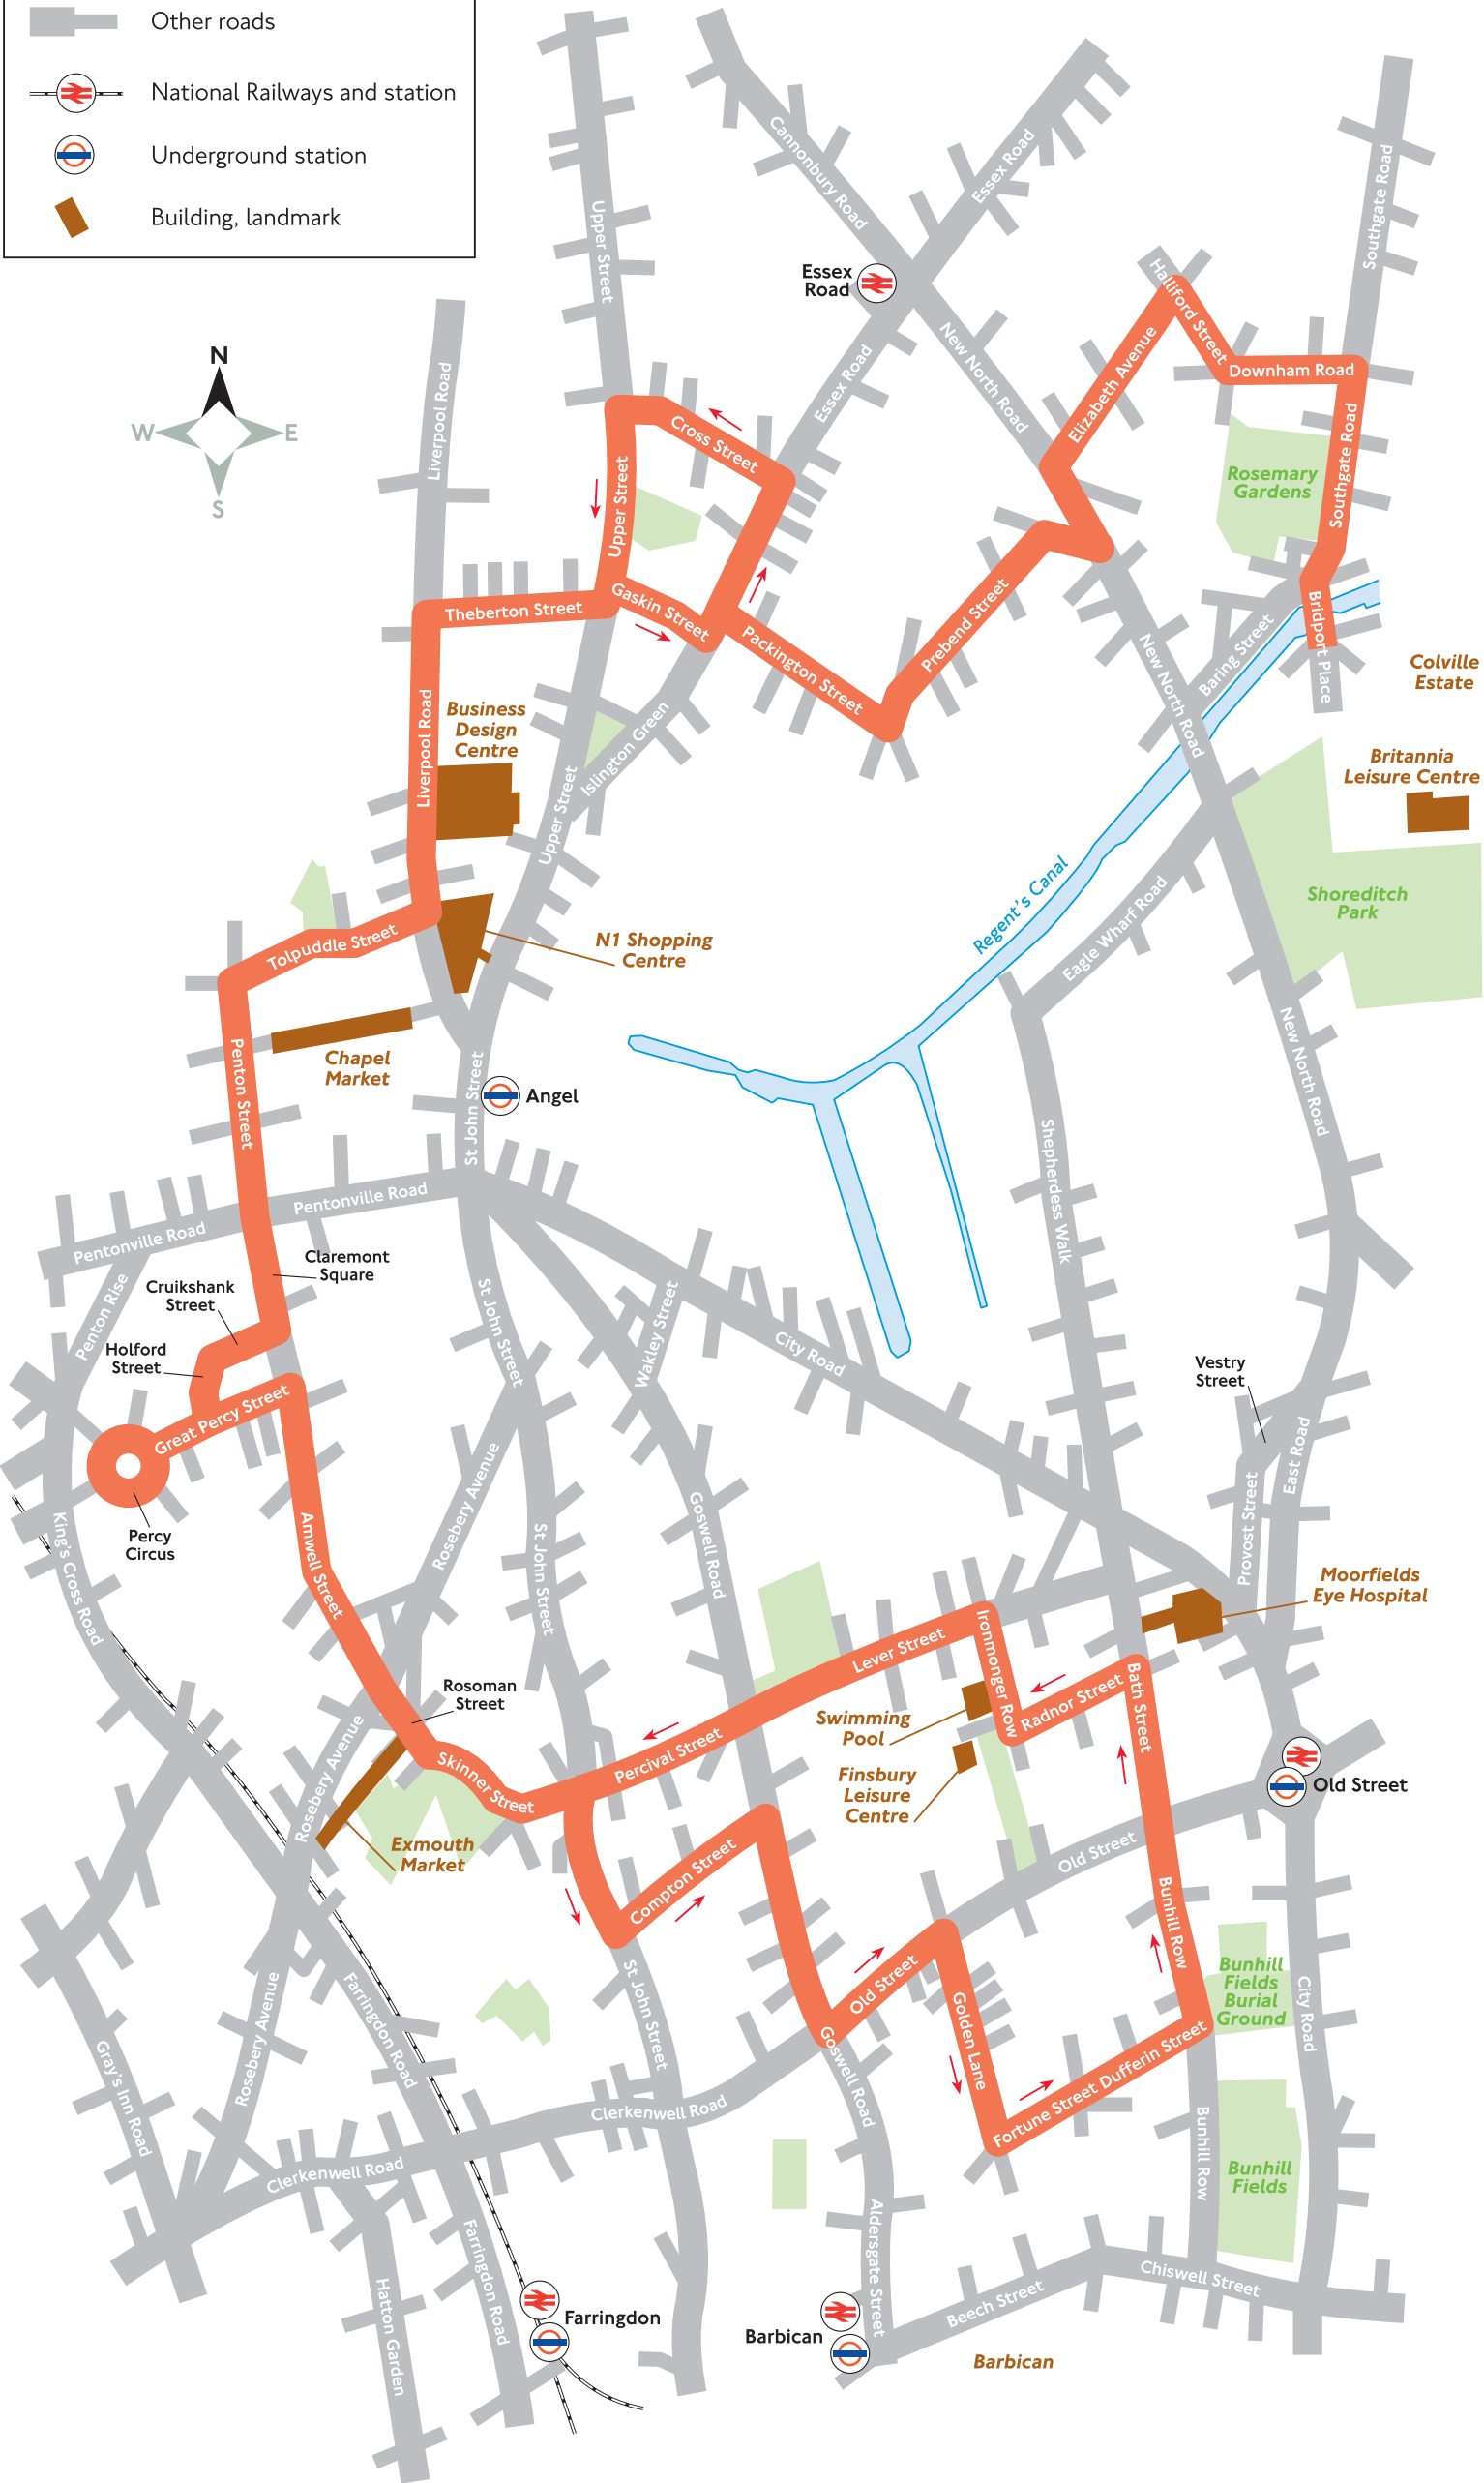 Other roads
National Railways and station
Underground station
Building, landmark
N
W
E
S
Upper Street
Cannonbury Road
Essex Road
Southgate Road
Essex
Road
Halliford Street
New North Road
Elizabeth Avenue
Downham Road
Essex Road
Liverpool Road
Cross Street
Upper Street
Rosemary
Gardens
Southgate Road
Theberton Street
Gaskin Street
Packington Street
Prebend Street
Bridport Place
Baring Street
New North Road
Colville
Estate
Liverpool Road
Business
Design
Centre
Islington Green
Upper Street
Britannia
Leisure Centre
Regent's Canal
Eagle Wharf Road
Shoreditch
Park
Tolpuddle Street
N1 Shopping
Centre
Chapel
Market
Penton Street
St John Street
Angel
New North Road
Shepherdess Walk
Pentonville Road
Pentonville Road
Claremont
Square
Cruikshank
Street
Penton Rise
Holford
Street
St John Street
Wakley Street
City Road
Vestry
Street
Great Percy Street
Percy
Circus
Rosebery Avenue
East Road
Provost Street
King's Cross Road
Amwell Street
St John Street
Goswell Road
Moorfields
Eye Hospital
Lever Street
Ironmonger Row
Radnor Street
Bath Street
Rosoman
Street
Swimming
Pool
Percival Street
Skinner Street
Rosebery Avenue
Finsbury
Leisure
Centre
Old Street
Exmouth
Market
Compton Street
Old Street
Bunhill Row
Old Street
Golden Lane
Bunhill
Fields
Burial
Ground
City Road
St John Street
Farringdon Road
Rosebery Avenue
Gray's Inn Road
Goswell Road
Fortune Street
Dufferin Street
Clerkenwell Road
Clerkenwell Road
Bunhill Row
Bunhill
Fields
Aldersgate Street
Farringdon Road
Hatton Garden
Farringdon
Beech Street
Chiswell Street
Barbican
Barbican